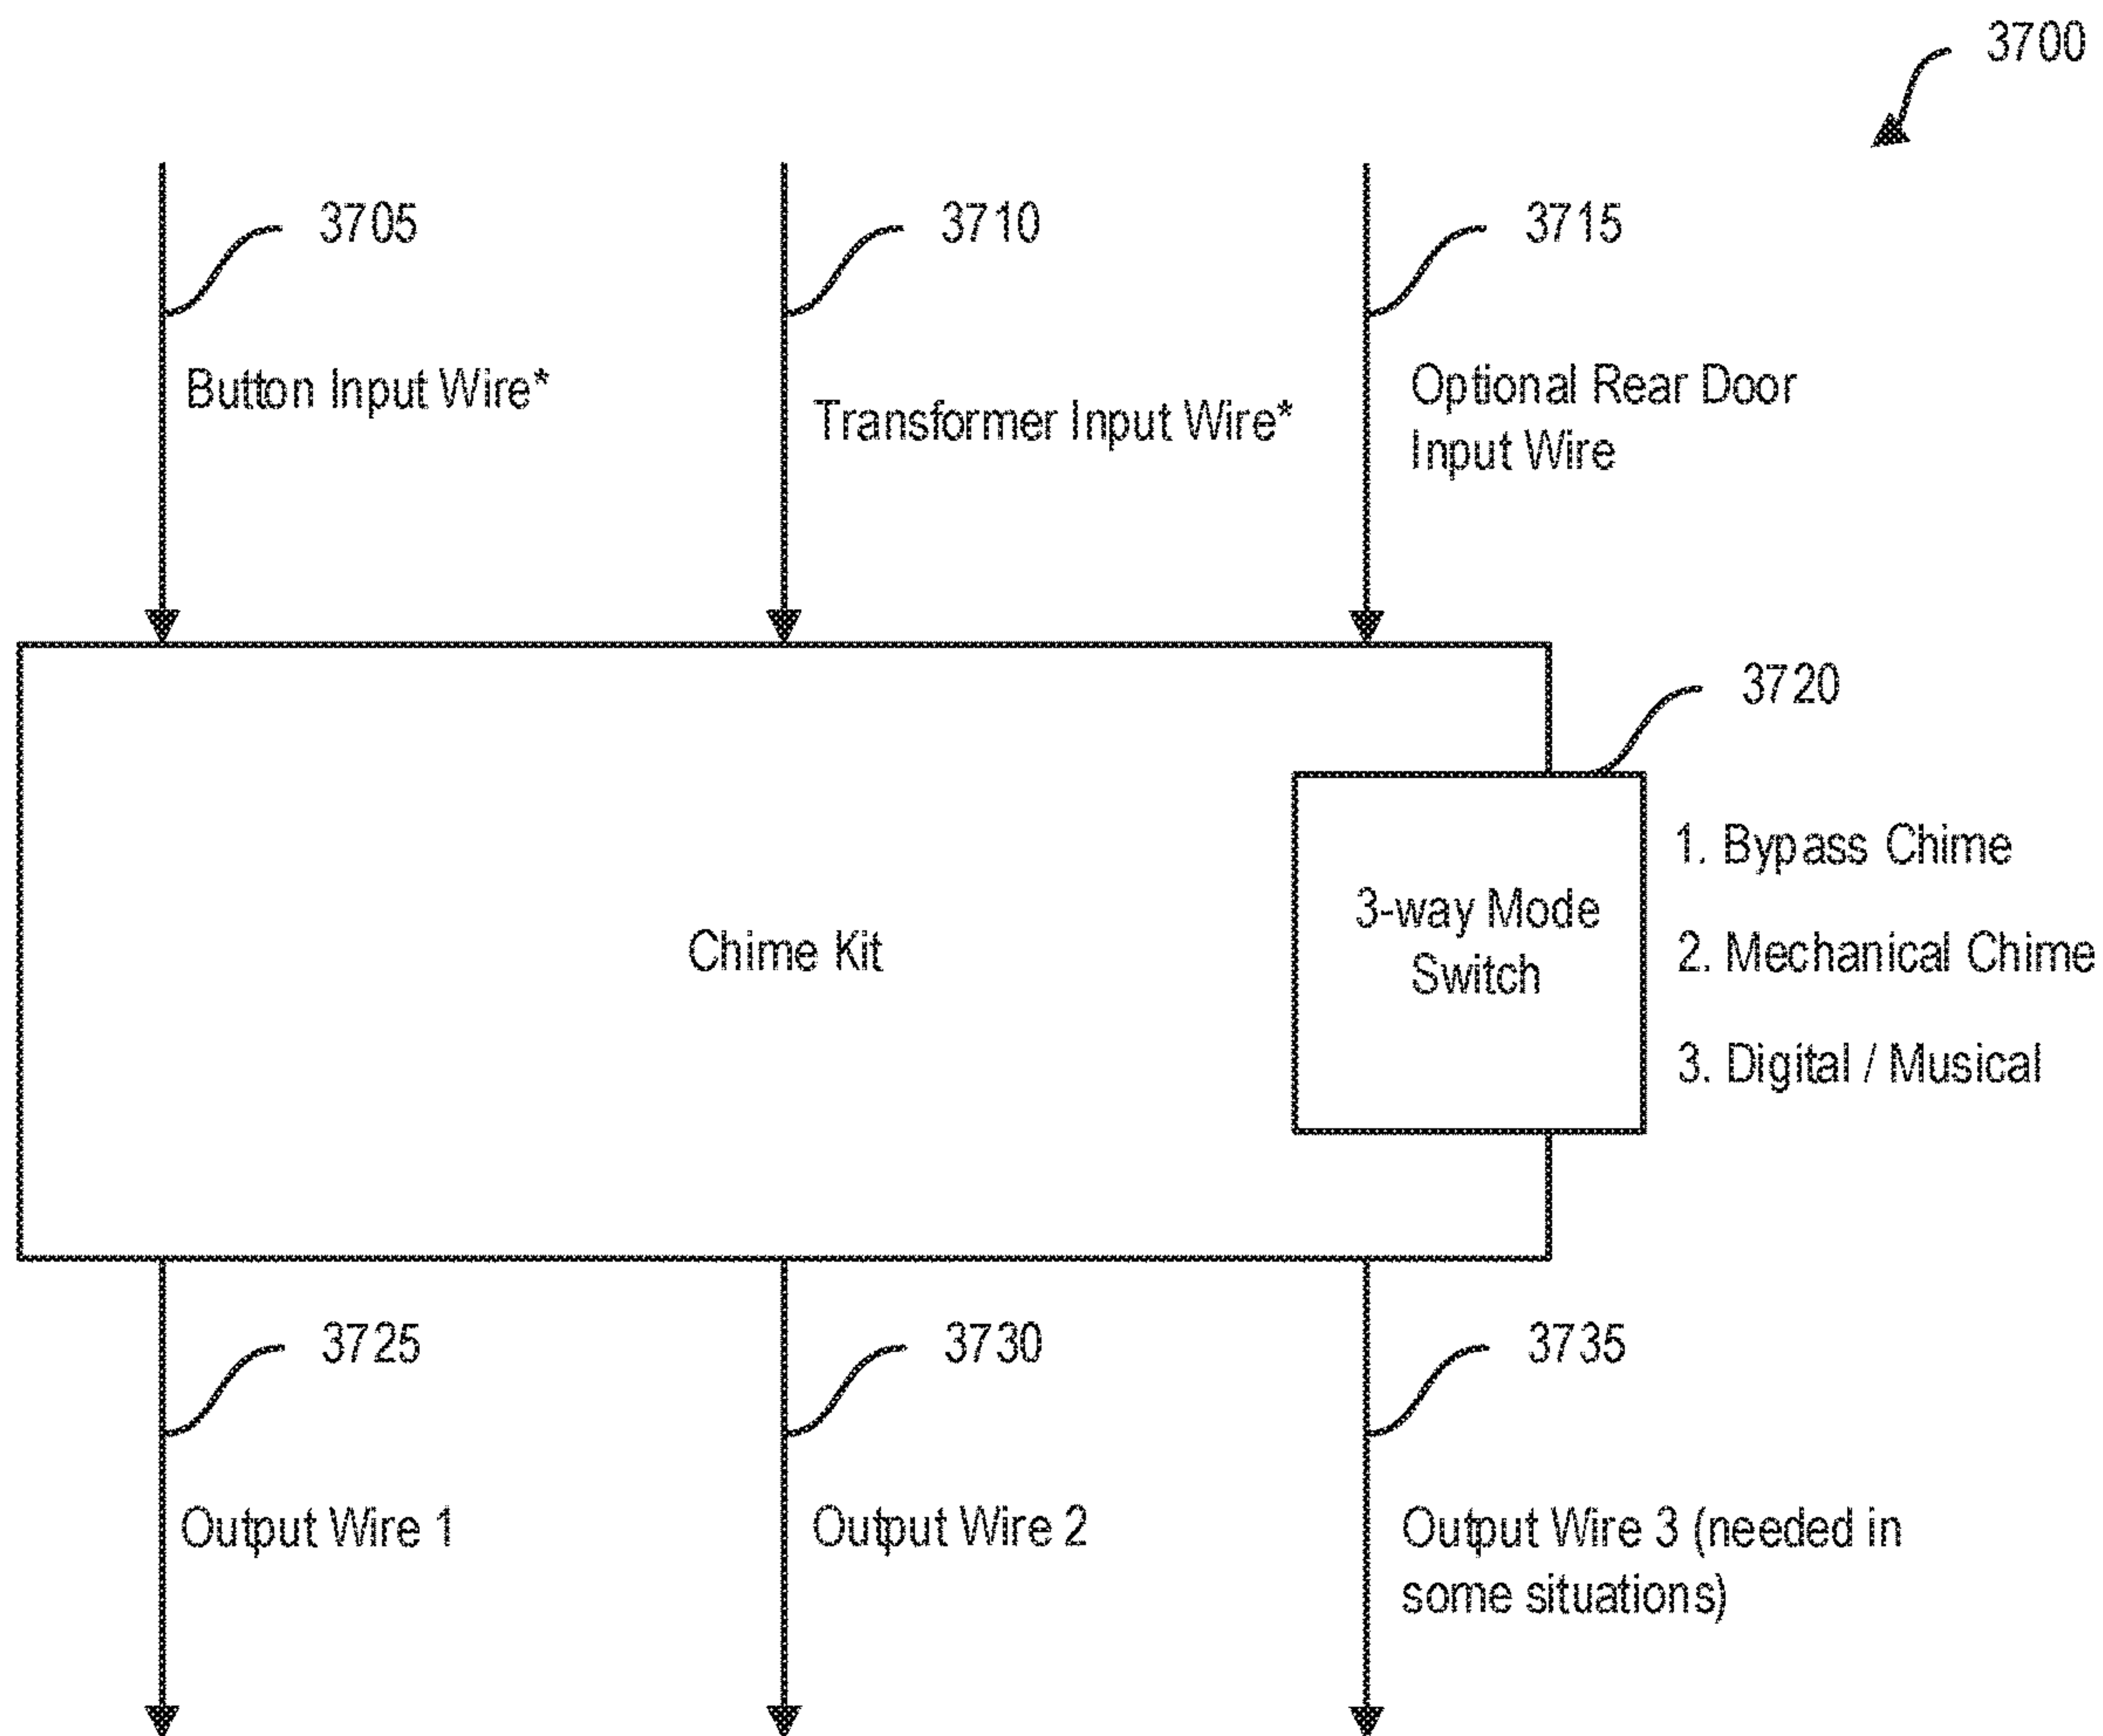 3700
3705
3710
3715
Button Input Wire*
Transformer Input Wire*
Optional Rear Door
Input Wire
3720
Chime Kit
3-way Mode
Switch
1. Bypass Chime
2. Mechanical Chime
3. Digital / Musical
3725
3730
3735
Output Wire 1
Output Wire 2
Output Wire 3 (needed in
some situations)